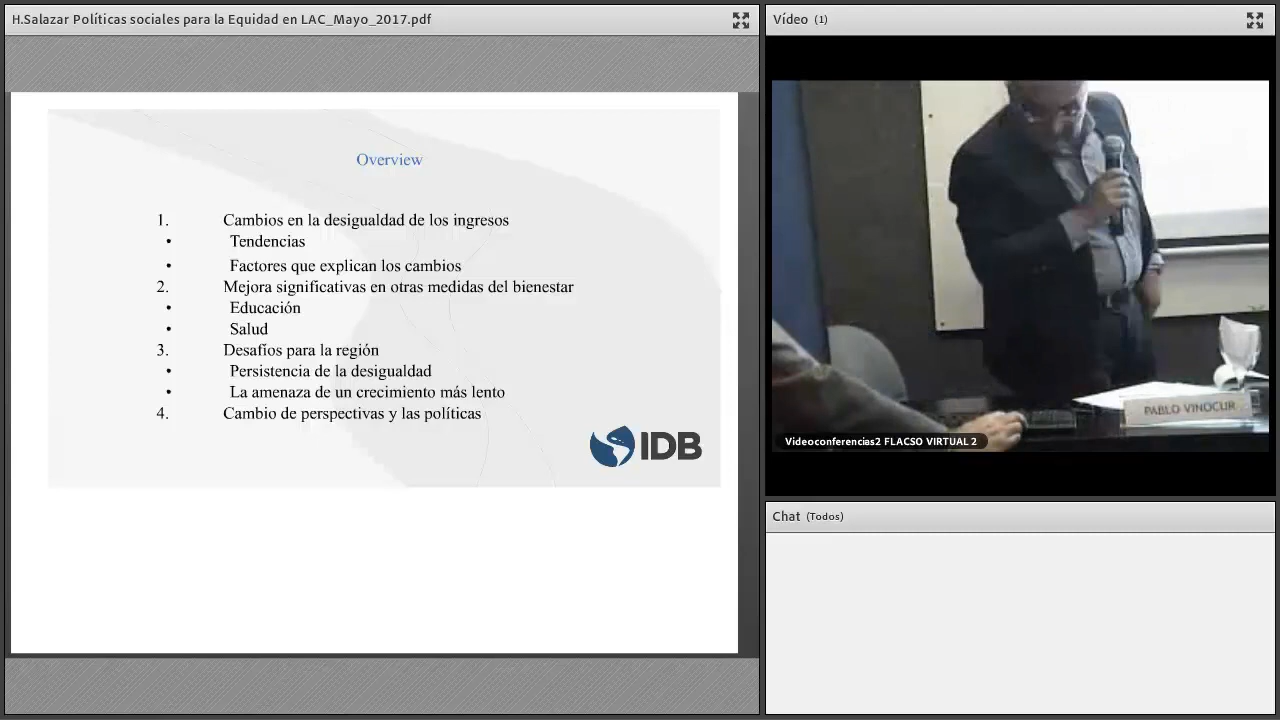 H.Salazar Políticas sociales para la Equidad en LAC_Mayo_2017.pdf
Overview
1. Cambios en la desigualdad de los ingresos
• Tendencias
• Factores que explican los cambios
2. Mejora significativas en otras medidas del bienestar
• Educación
• Salud
3. Desafíos para la región
• Persistencia de la desigualdad
• La amenaza de un crecimiento más lento
4. Cambio de perspectivas y las políticas
IDB
Vídeo (1)
PABLO VINOCUR
Videoconferencias2 FLACSO VIRTUAL 2
Chat (Todos)